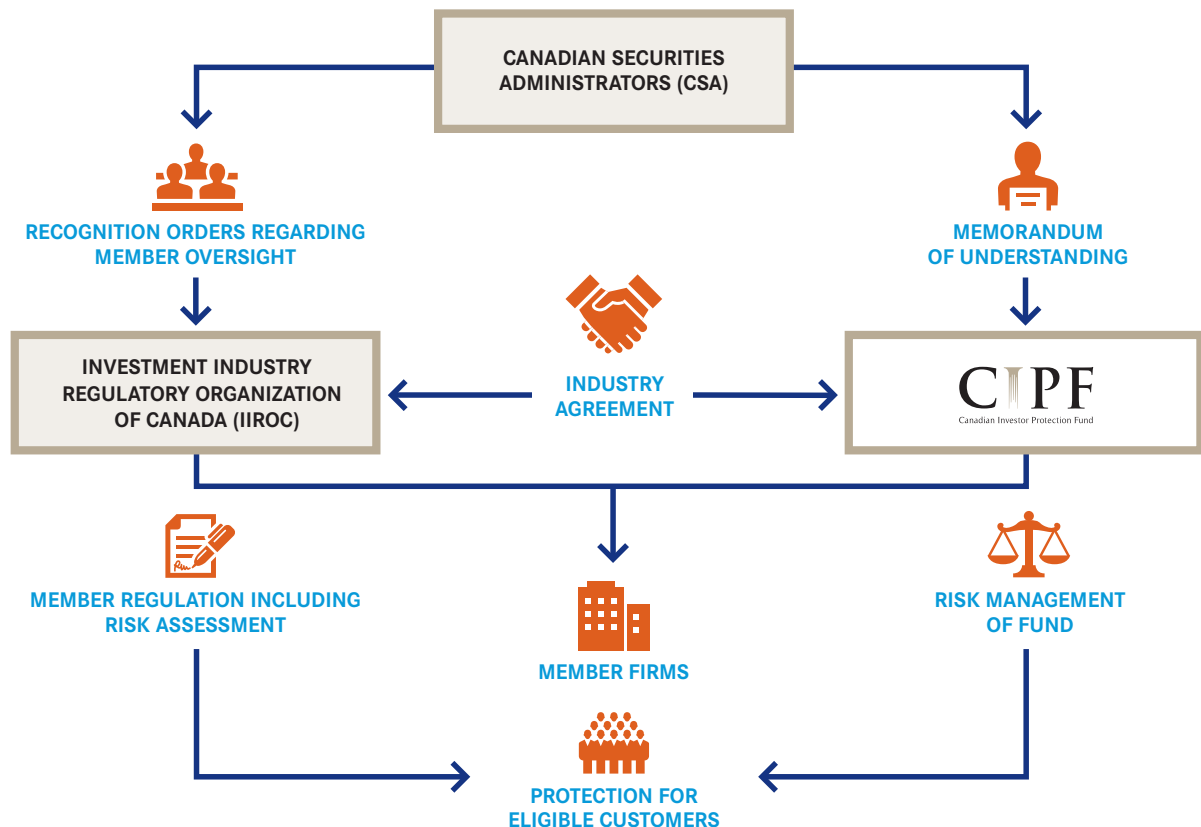 CANADIAN SECURITIES
ADMINISTRATORS (CSA)
RECOGNITION ORDERS REGARDING
MEMBER OVERSIGHT
MEMORANDUM
OF UNDERSTANDING
INVESTMENT INDUSTRY
REGULATORY ORGANIZATION
OF CANADA (IIROC)
INDUSTRY
AGREEMENT
CIPF
Canadian Investor Protection Fund
MEMBER REGULATION INCLUDING
RISK ASSESSMENT
MEMBER FIRMS
RISK MANAGEMENT
OF FUND
PROTECTION FOR
ELIGIBLE CUSTOMERS